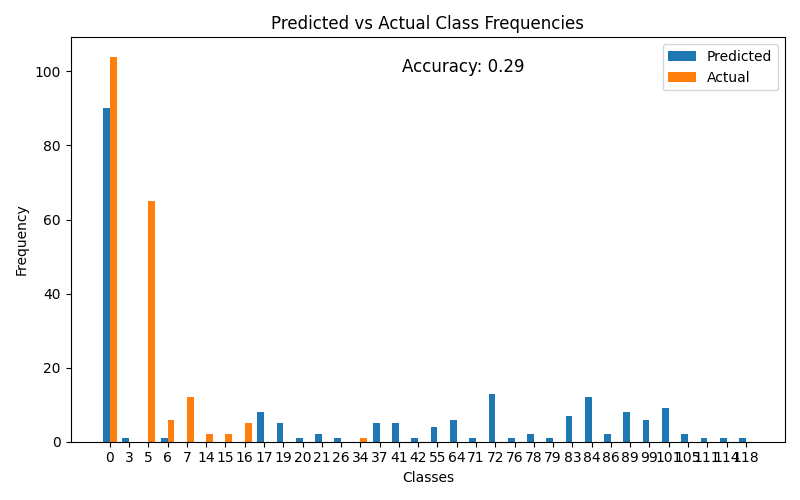 Predicted vs Actual Class Frequencies
Accuracy: 0.29
Predicted
Actual
Frequency
100
80
60
40
20
0
0 3 5 6 7 14 15 16 17 19 20 21 26 34 37 41 42 55 64 71 72 76 78 79 83 84 86 89 99 101 105 111 114 118
Classes